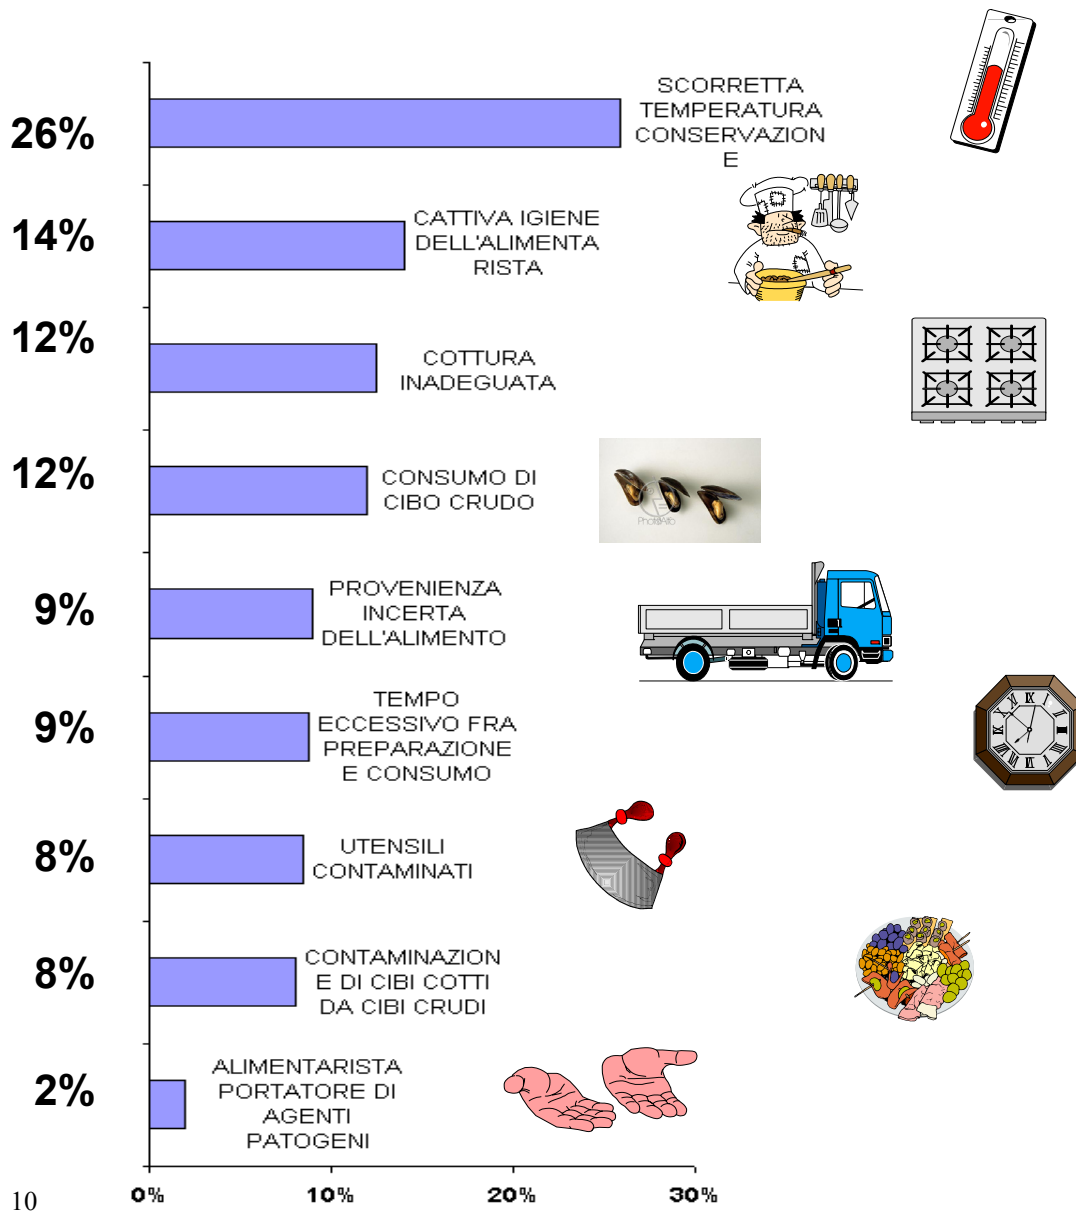 26%
SCORRETTA
TEMPERATURA
CONSERVAZION
E
14%
CATTIVA IGIENE
DELL'ALIMENTA
RISTA
12%
COTTURA
INADEGUATA
12%
CONSUMO DI
CIBO CRUDO
PhotoAlto
9%
PROVENIENZA
INCERTA
DELL'ALIMENTO
9%
TEMPO
ECCESSIVO FRA
PREPARAZIONE
E CONSUMO
8%
UTENSILI
CONTAMINATI
8%
CONTAMINAZION
E DI CIBI COTTI
DA CIBI CRUDI
2%
ALIMENTARISTA
PORTATORE DI
AGENTI
PATOGENI
0% 10% 20% 30%
10